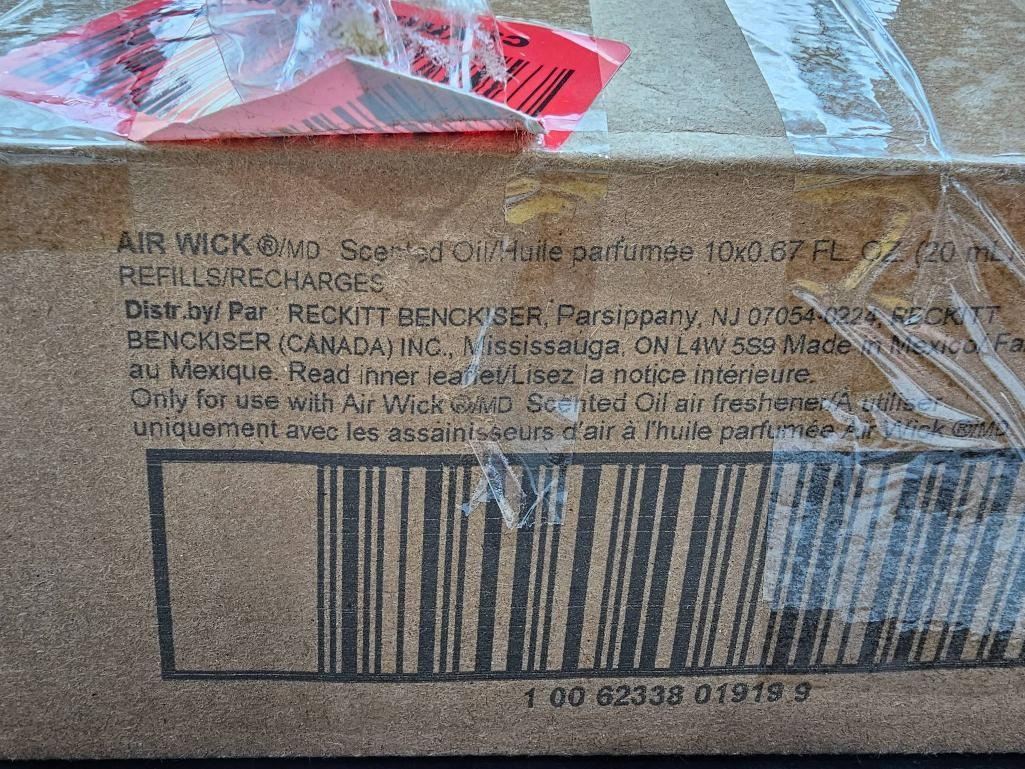 AIR WICK ®/MD Scented Oil/Huile parfumée 10x0.67 FL. OZ. (20 mL)
REFILLS/RECHARGES
Distr.by/ Par : RECKITT BENCKISER, Parsippany, NJ 07054-0224, RECKITT
BENCKISER (CANADA) INC., Mississauga, ON L4W 5S9 Made in Mexico/Fa
au Mexique. Read inner leaflet/Lisez la notice intérieure.
Only for use with Air Wick ®/MD Scented Oil air freshener/À utiliser
uniquement avec les assainisseurs d'air à l'huile parfumée Air Wick ®/MD
1 00 62338 01919 9